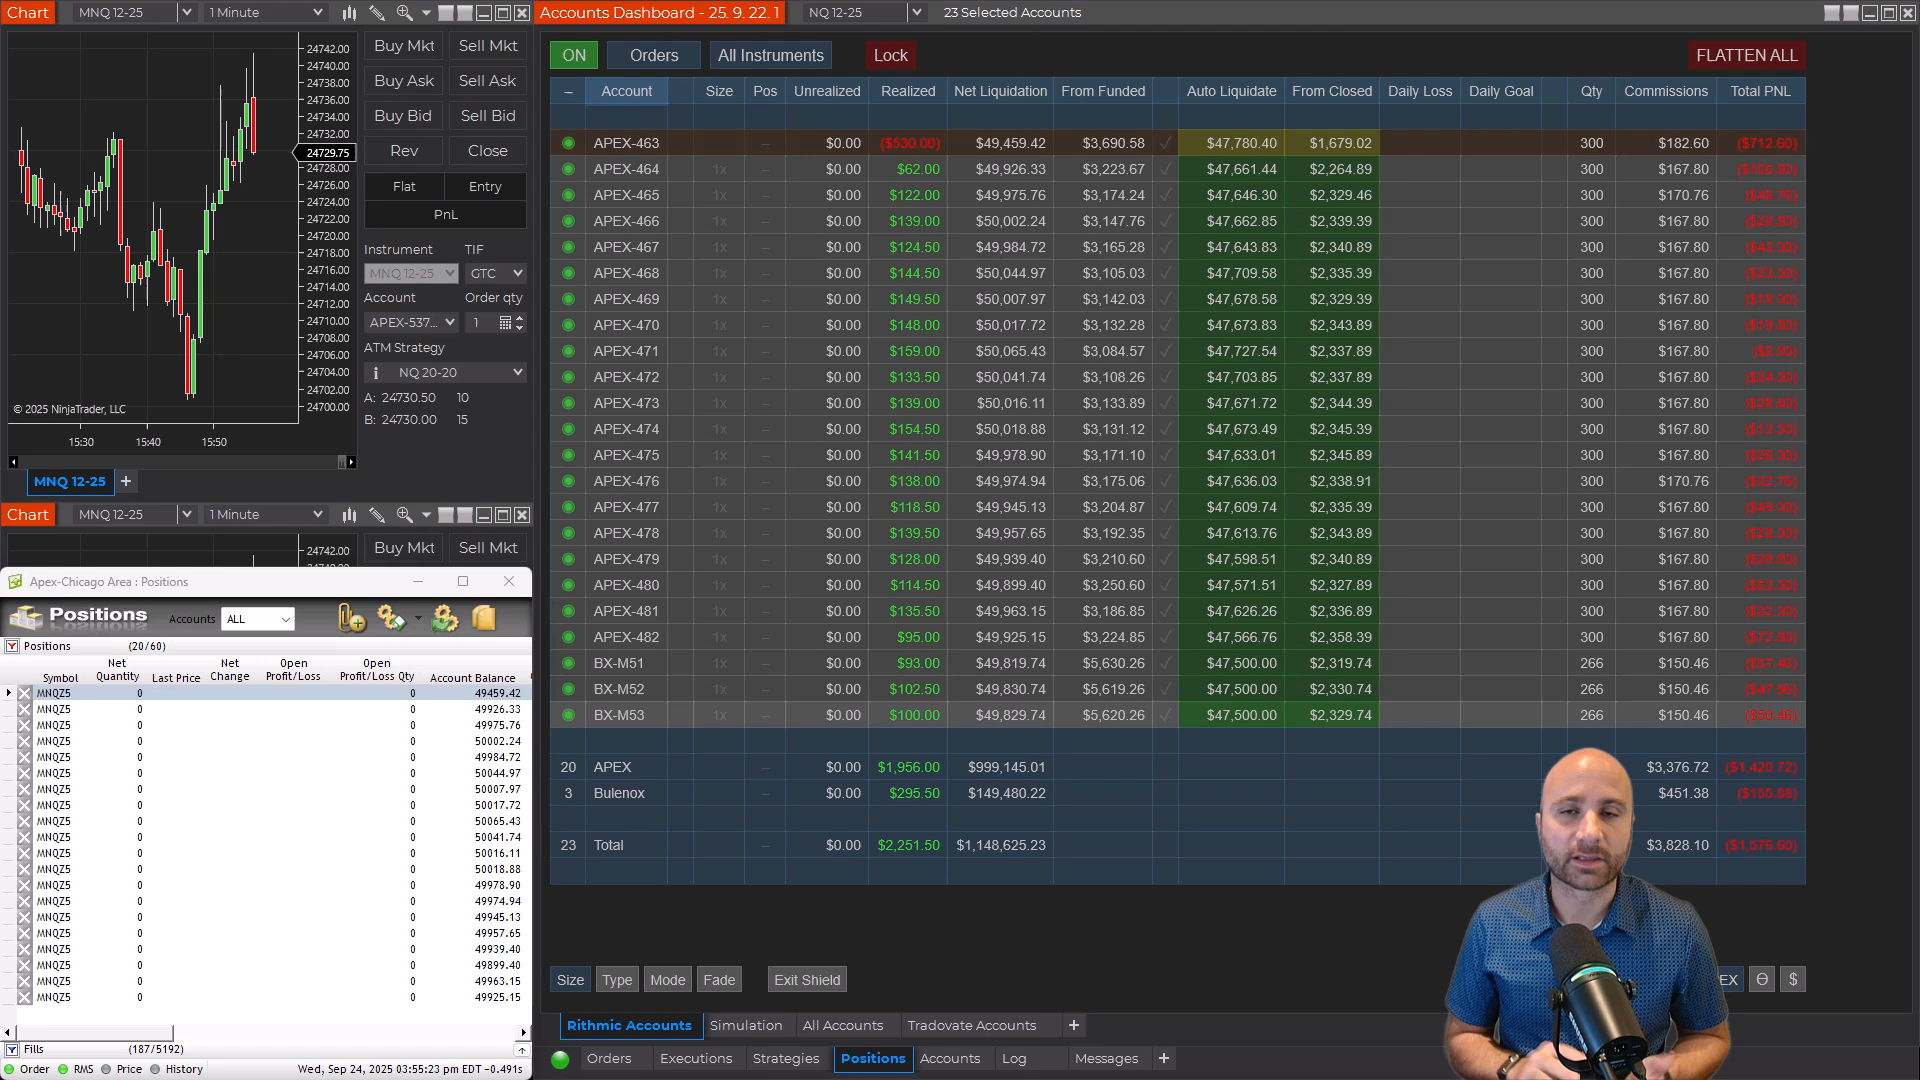 Chart MNQ 12-25 1 Minute
Accounts Dashboard - 25. 9. 22. 1 NQ 12-25 23 Selected Accounts
24742.00
24740.00
24738.00
24736.00
24734.00
24732.00
24729.75
24728.00
24726.00
24724.00
24722.00
24720.00
24718.00
24716.00
24714.00
24712.00
24710.00
24708.00
24706.00
24704.00
24702.00
24700.00
© 2025 NinjaTrader, LLC
15:30 15:40 15:50
MNQ 12-25 +
Buy Mkt Sell Mkt
Buy Ask Sell Ask
Buy Bid Sell Bid
Rev Close
Flat Entry
PnL
Instrument TIF
MNQ 12-25 GTC
Account Order qty
APEX-537... 1
ATM Strategy
NQ 20-20
A: 24730.50 10
B: 24730.00 15
Chart MNQ 12-25 1 Minute
24742.00
24740.00
Buy Mkt Sell Mkt
Apex-Chicago Area : Positions
Positions Accounts ALL
Positions (20/60)
Symbol Net Quantity Last Price Net Change Open Profit/Loss Open Profit/Loss Qty Account Balance
MNQZ5 0 0 49459.42
MNQZ5 0 0 49926.33
MNQZ5 0 0 49975.76
MNQZ5 0 0 50002.24
MNQZ5 0 0 49984.72
MNQZ5 0 0 50044.97
MNQZ5 0 0 50007.97
MNQZ5 0 0 50017.72
MNQZ5 0 0 50065.43
MNQZ5 0 0 50041.74
MNQZ5 0 0 50016.11
MNQZ5 0 0 50018.88
MNQZ5 0 0 49978.90
MNQZ5 0 0 49974.94
MNQZ5 0 0 49945.13
MNQZ5 0 0 49957.65
MNQZ5 0 0 49939.40
MNQZ5 0 0 49899.40
MNQZ5 0 0 49963.15
MNQZ5 0 0 49925.15
Fills (187/5192)
Order RMS Price History Wed, Sep 24, 2025 03:55:23 pm EDT -0.491s
ON Orders All Instruments Lock FLATTEN ALL
– Account Size Pos Unrealized Realized Net Liquidation From Funded Auto Liquidate From Closed Daily Loss Daily Goal Qty Commissions Total PNL
APEX-463 – $0.00 ($530.00) $49,459.42 $3,690.58 $47,780.40 $1,679.02 300 $182.60 ($712.60)
APEX-464 1x – $0.00 $62.00 $49,926.33 $3,223.67 $47,661.44 $2,264.89 300 $167.80
APEX-465 1x – $0.00 $122.00 $49,975.76 $3,174.24 $47,646.30 $2,329.46 300 $170.76
APEX-466 1x – $0.00 $139.00 $50,002.24 $3,147.76 $47,662.85 $2,339.39 300 $167.80
APEX-467 1x – $0.00 $124.50 $49,984.72 $3,165.28 $47,643.83 $2,340.89 300 $167.80
APEX-468 1x – $0.00 $144.50 $50,044.97 $3,105.03 $47,709.58 $2,335.39 300 $167.80
APEX-469 1x – $0.00 $149.50 $50,007.97 $3,142.03 $47,678.58 $2,329.39 300 $167.80
APEX-470 1x – $0.00 $148.00 $50,017.72 $3,132.28 $47,673.83 $2,343.89 300 $167.80
APEX-471 1x – $0.00 $159.00 $50,065.43 $3,084.57 $47,727.54 $2,337.89 300 $167.80
APEX-472 1x – $0.00 $133.50 $50,041.74 $3,108.26 $47,703.85 $2,337.89 300 $167.80
APEX-473 1x – $0.00 $139.00 $50,016.11 $3,133.89 $47,671.72 $2,344.39 300 $167.80
APEX-474 1x – $0.00 $154.50 $50,018.88 $3,131.12 $47,673.49 $2,345.39 300 $167.80
APEX-475 1x – $0.00 $141.50 $49,978.90 $3,171.10 $47,633.01 $2,345.89 300 $167.80
APEX-476 1x – $0.00 $138.00 $49,974.94 $3,175.06 $47,636.03 $2,338.91 300 $170.76
APEX-477 1x – $0.00 $118.50 $49,945.13 $3,204.87 $47,609.74 $2,335.39 300 $167.80
APEX-478 1x – $0.00 $139.50 $49,957.65 $3,192.35 $47,613.76 $2,343.89 300 $167.80
APEX-479 1x – $0.00 $128.00 $49,939.40 $3,210.60 $47,598.51 $2,340.89 300 $167.80
APEX-480 1x – $0.00 $114.50 $49,899.40 $3,250.60 $47,571.51 $2,327.89 300 $167.80
APEX-481 1x – $0.00 $135.50 $49,963.15 $3,186.85 $47,626.26 $2,336.89 300 $167.80
APEX-482 1x – $0.00 $95.00 $49,925.15 $3,224.85 $47,566.76 $2,358.39 300 $167.80
BX-M51 1x – $0.00 $93.00 $49,819.74 $5,630.26 $47,500.00 $2,319.74 266 $150.46
BX-M52 1x – $0.00 $102.50 $49,830.74 $5,619.26 $47,500.00 $2,330.74 266 $150.46
BX-M53 1x – $0.00 $100.00 $49,829.74 $5,620.26 $47,500.00 $2,329.74 266 $150.46
20 APEX – $0.00 $1,956.00 $999,145.01 $3,376.72 ($1,420.72)
3 Bulenox – $0.00 $295.50 $149,480.22 $451.38 ($155.88)
23 Total – $0.00 $2,251.50 $1,148,625.23 $3,828.10 ($1,576.60)
Size Type Mode Fade Exit Shield EX $
Rithmic Accounts Simulation All Accounts Tradovate Accounts +
Orders Executions Strategies Positions Accounts Log Messages +